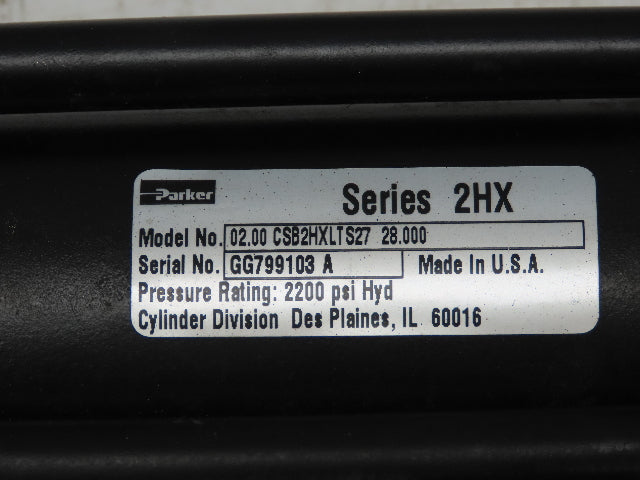 Parker
Series 2HX
Model No. 02.00 CSB2HXLTS27 28.000
Serial No. GG799103 A Made In U.S.A.
Pressure Rating: 2200 psi Hyd
Cylinder Division Des Plaines, IL 60016